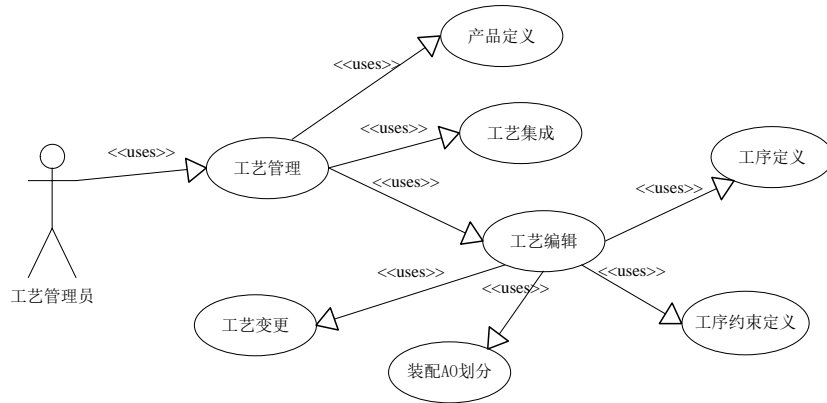 产品定义
<<uses>>
<<uses>>
工艺集成
<<uses>>
工艺管理
工序定义
<<uses>>
<<uses>>
工艺编辑
<<uses>>
<<uses>>
<<uses>>
工艺管理员
工艺变更
工序约束定义
装配AO划分